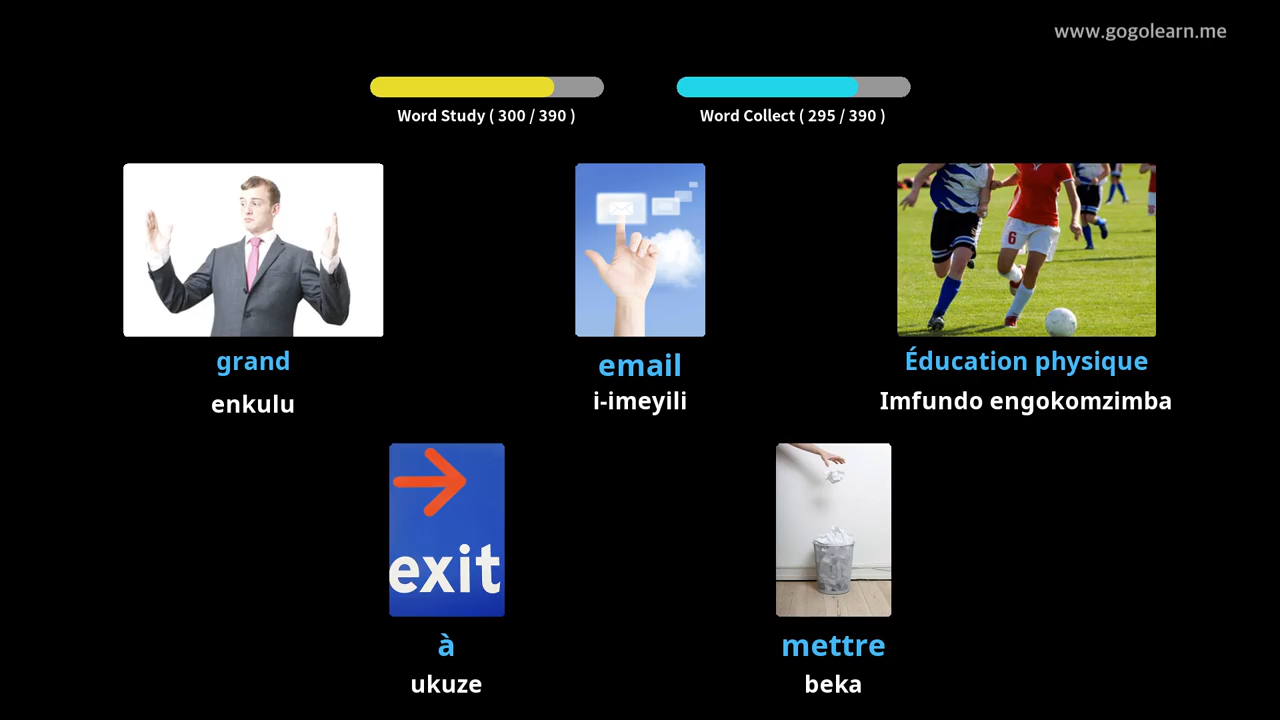 www.gogolearn.me
Word Study ( 300 / 390 )
Word Collect ( 295 / 390 )
grand
enkulu
email
i-imeyili
Éducation physique
Imfundo engokomzimba
6
exit
à
ukuze
mettre
beka